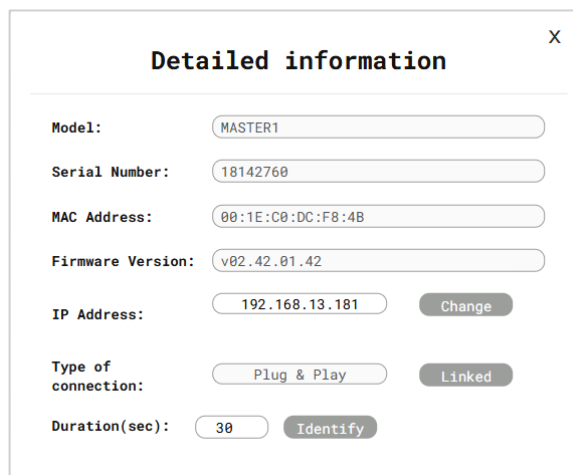 X
Detailed information
Model: MASTER1
Serial Number: 18142760
MAC Address: 00:1E:C0:DC:F8:4B
Firmware Version: v02.42.01.42
IP Address: 192.168.13.181 Change
Type of
connection: Plug & Play Linked
Duration(sec): 30 Identify